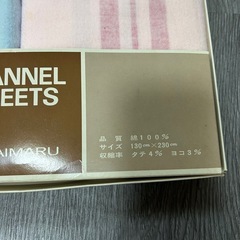 ANNEL
EETS
AIMARU
品質 綿100%
サイズ 130cm×230cm
収縮率 タテ4% ヨコ3%